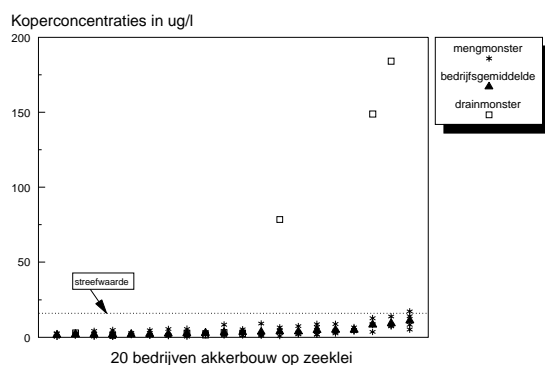 Koperconcentraties in ug/l
200
150
100
50
0
streefwaarde
20 bedrijven akkerbouw op zeeklei
mengmonster
bedrijfsgemiddelde
drainmonster